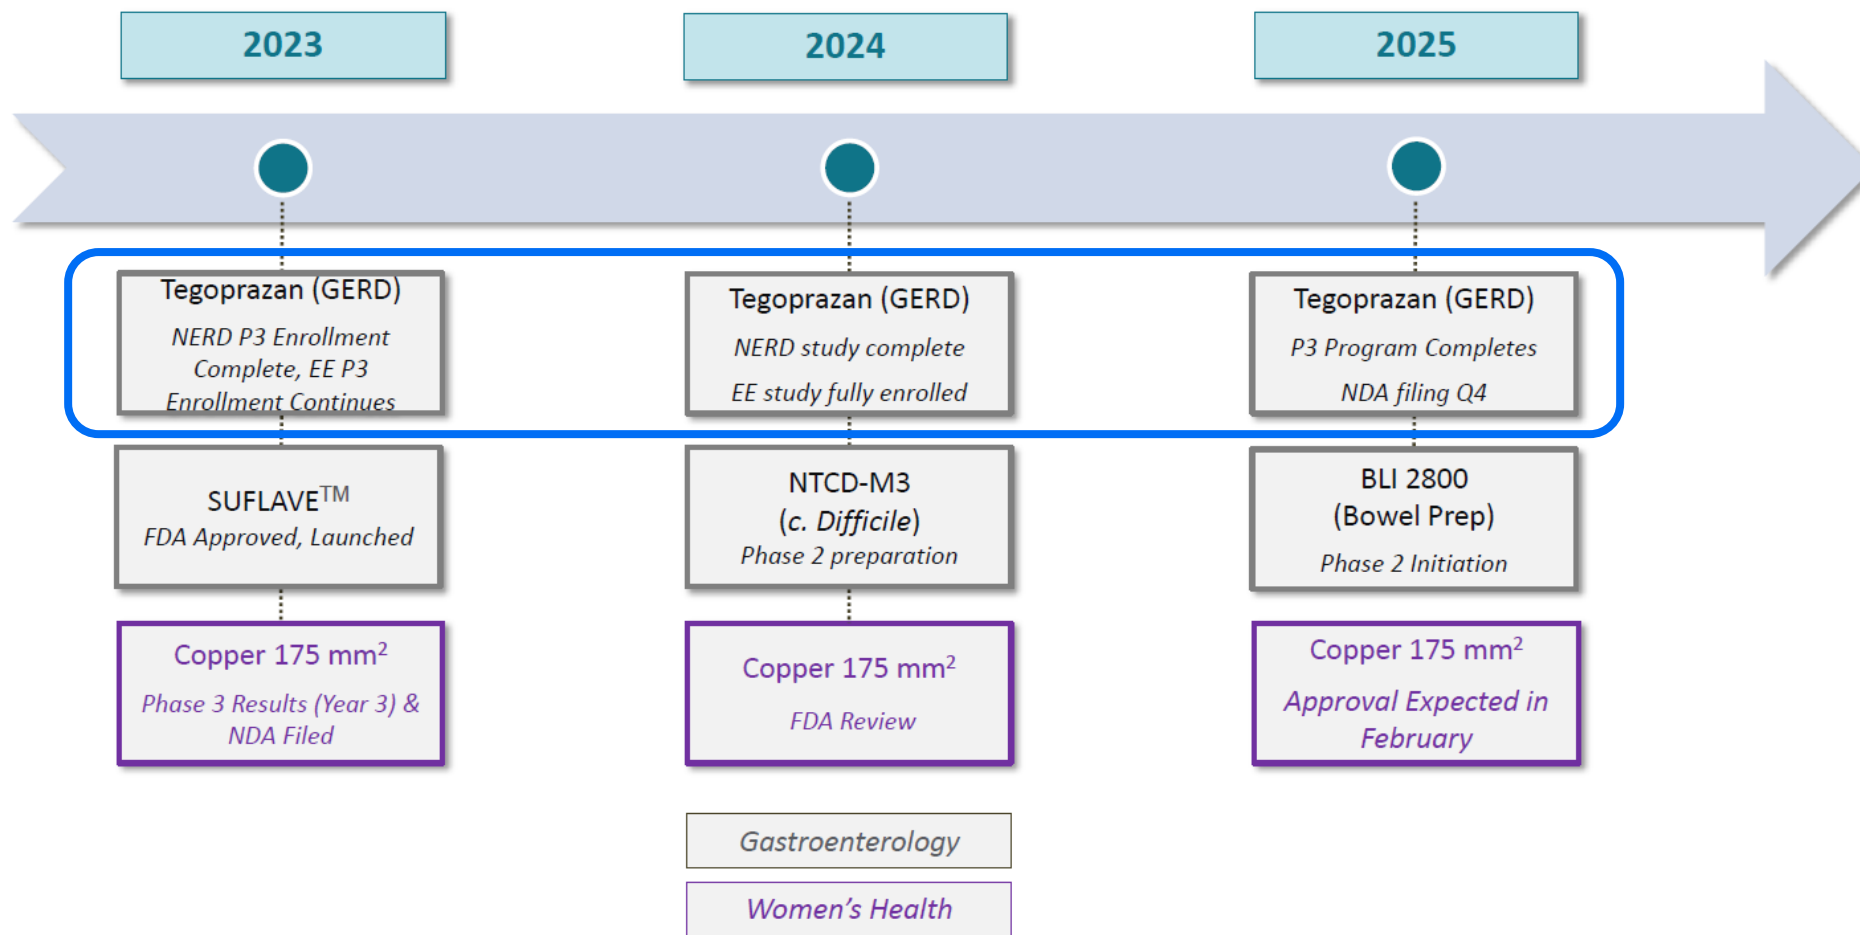 2023
2024
2025
Tegoprazan (GERD)
NERD P3 Enrollment
Complete, EE P3
Enrollment Continues
Tegoprazan (GERD)
NERD study complete
EE study fully enrolled
Tegoprazan (GERD)
P3 Program Completes
NDA filing Q4
SUFLAVE™
FDA Approved, Launched
NTCD-M3
(c. Difficile)
Phase 2 preparation
BLI 2800
(Bowel Prep)
Phase 2 Initiation
Copper 175 mm²
Phase 3 Results (Year 3) &
NDA Filed
Copper 175 mm²
FDA Review
Copper 175 mm²
Approval Expected in
February
Gastroenterology
Women's Health